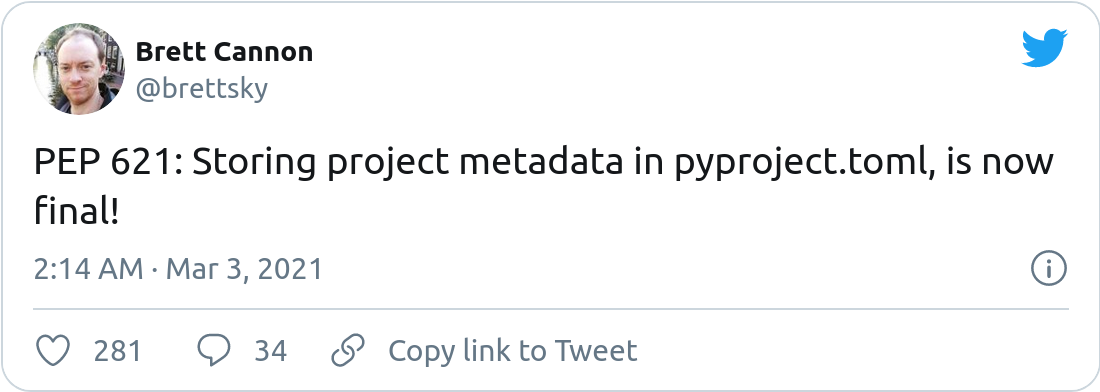 Brett Cannon
@brettsky
PEP 621: Storing project metadata in pyproject.toml, is now
final!
2:14 AM · Mar 3, 2021
281 34 Copy link to Tweet